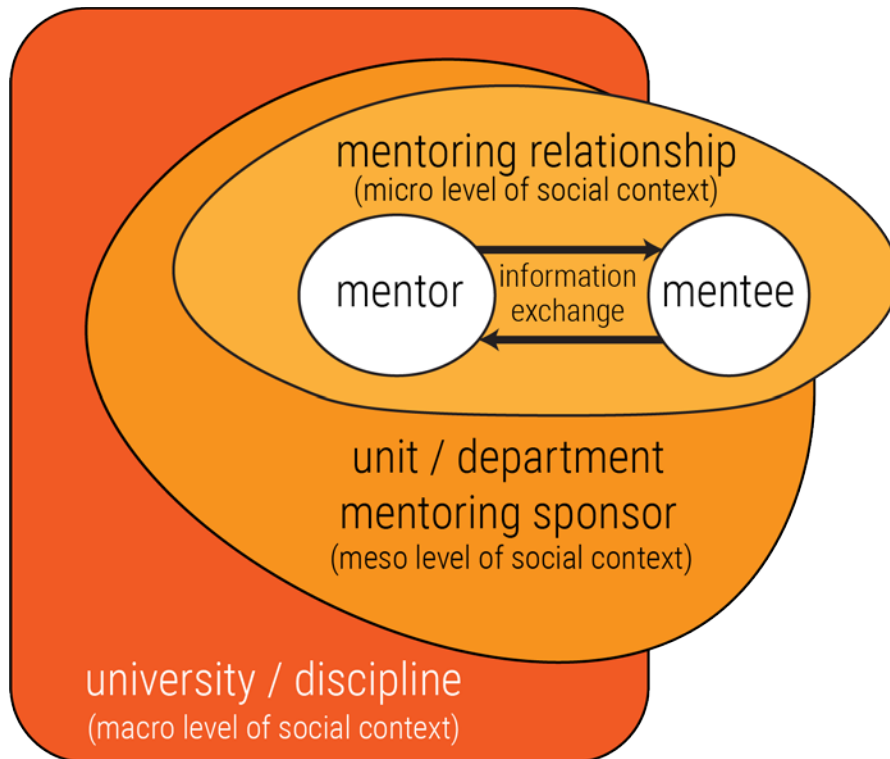 mentoring relationship
(micro level of social context)
mentor
information
exchange
mentee
unit / department
mentoring sponsor
(meso level of social context)
university / discipline
(macro level of social context)